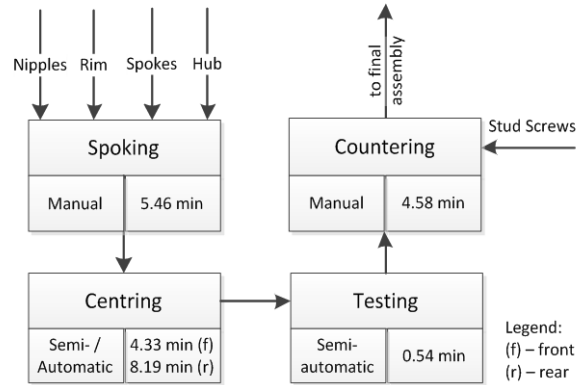 Nipples Rim Spokes Hub
Spoking
Manual 5.46 min
Centring
Semi- /
Automatic
4.33 min (f)
8.19 min (r)
Testing
Semi-
automatic
0.54 min
Countering
Manual 4.58 min
Stud Screws
to final
assembly
Legend:
(f) – front
(r) – rear